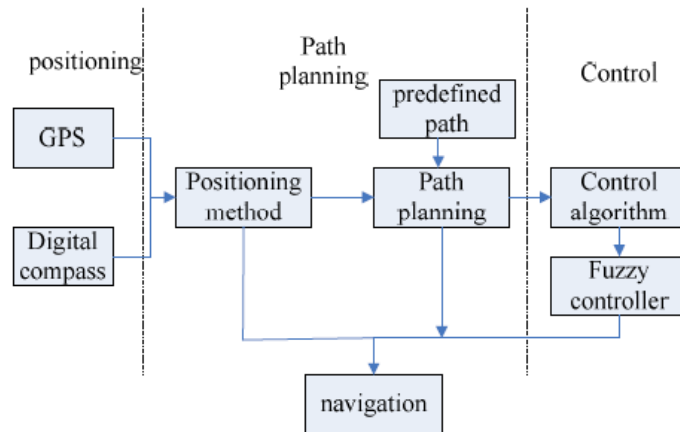 positioning
Path
planning
Control
GPS
predefined
path
Positioning
method
Path
planning
Control
algorithm
Digital
compass
Fuzzy
controller
navigation